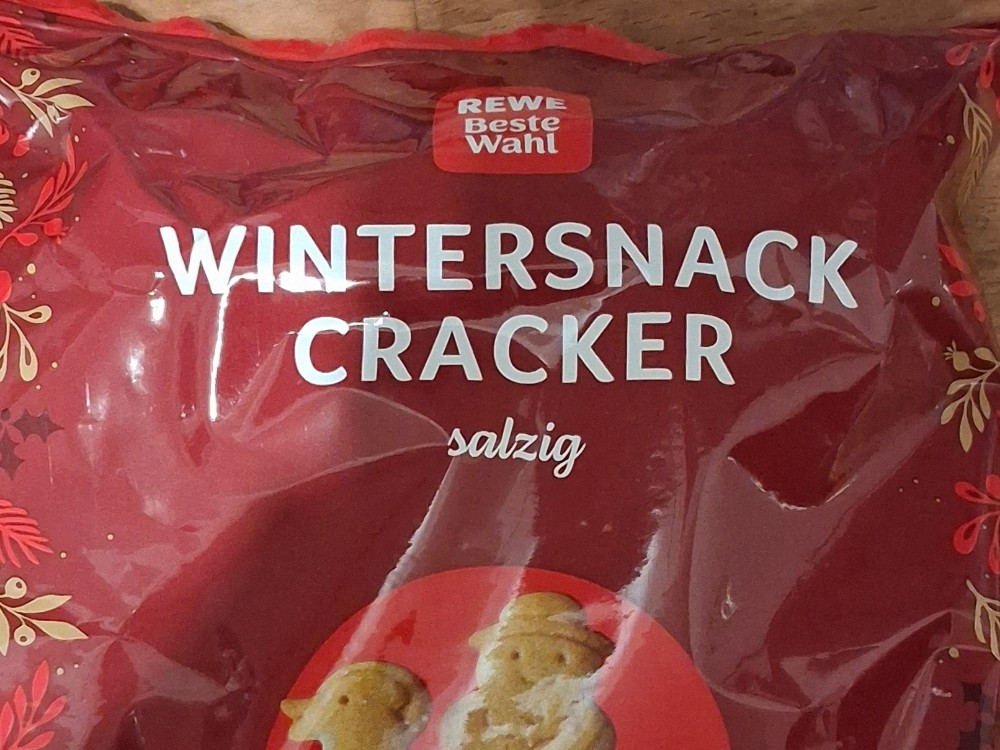 REWE
Beste
Wahl
WINTERSNACK
CRACKER
salzig